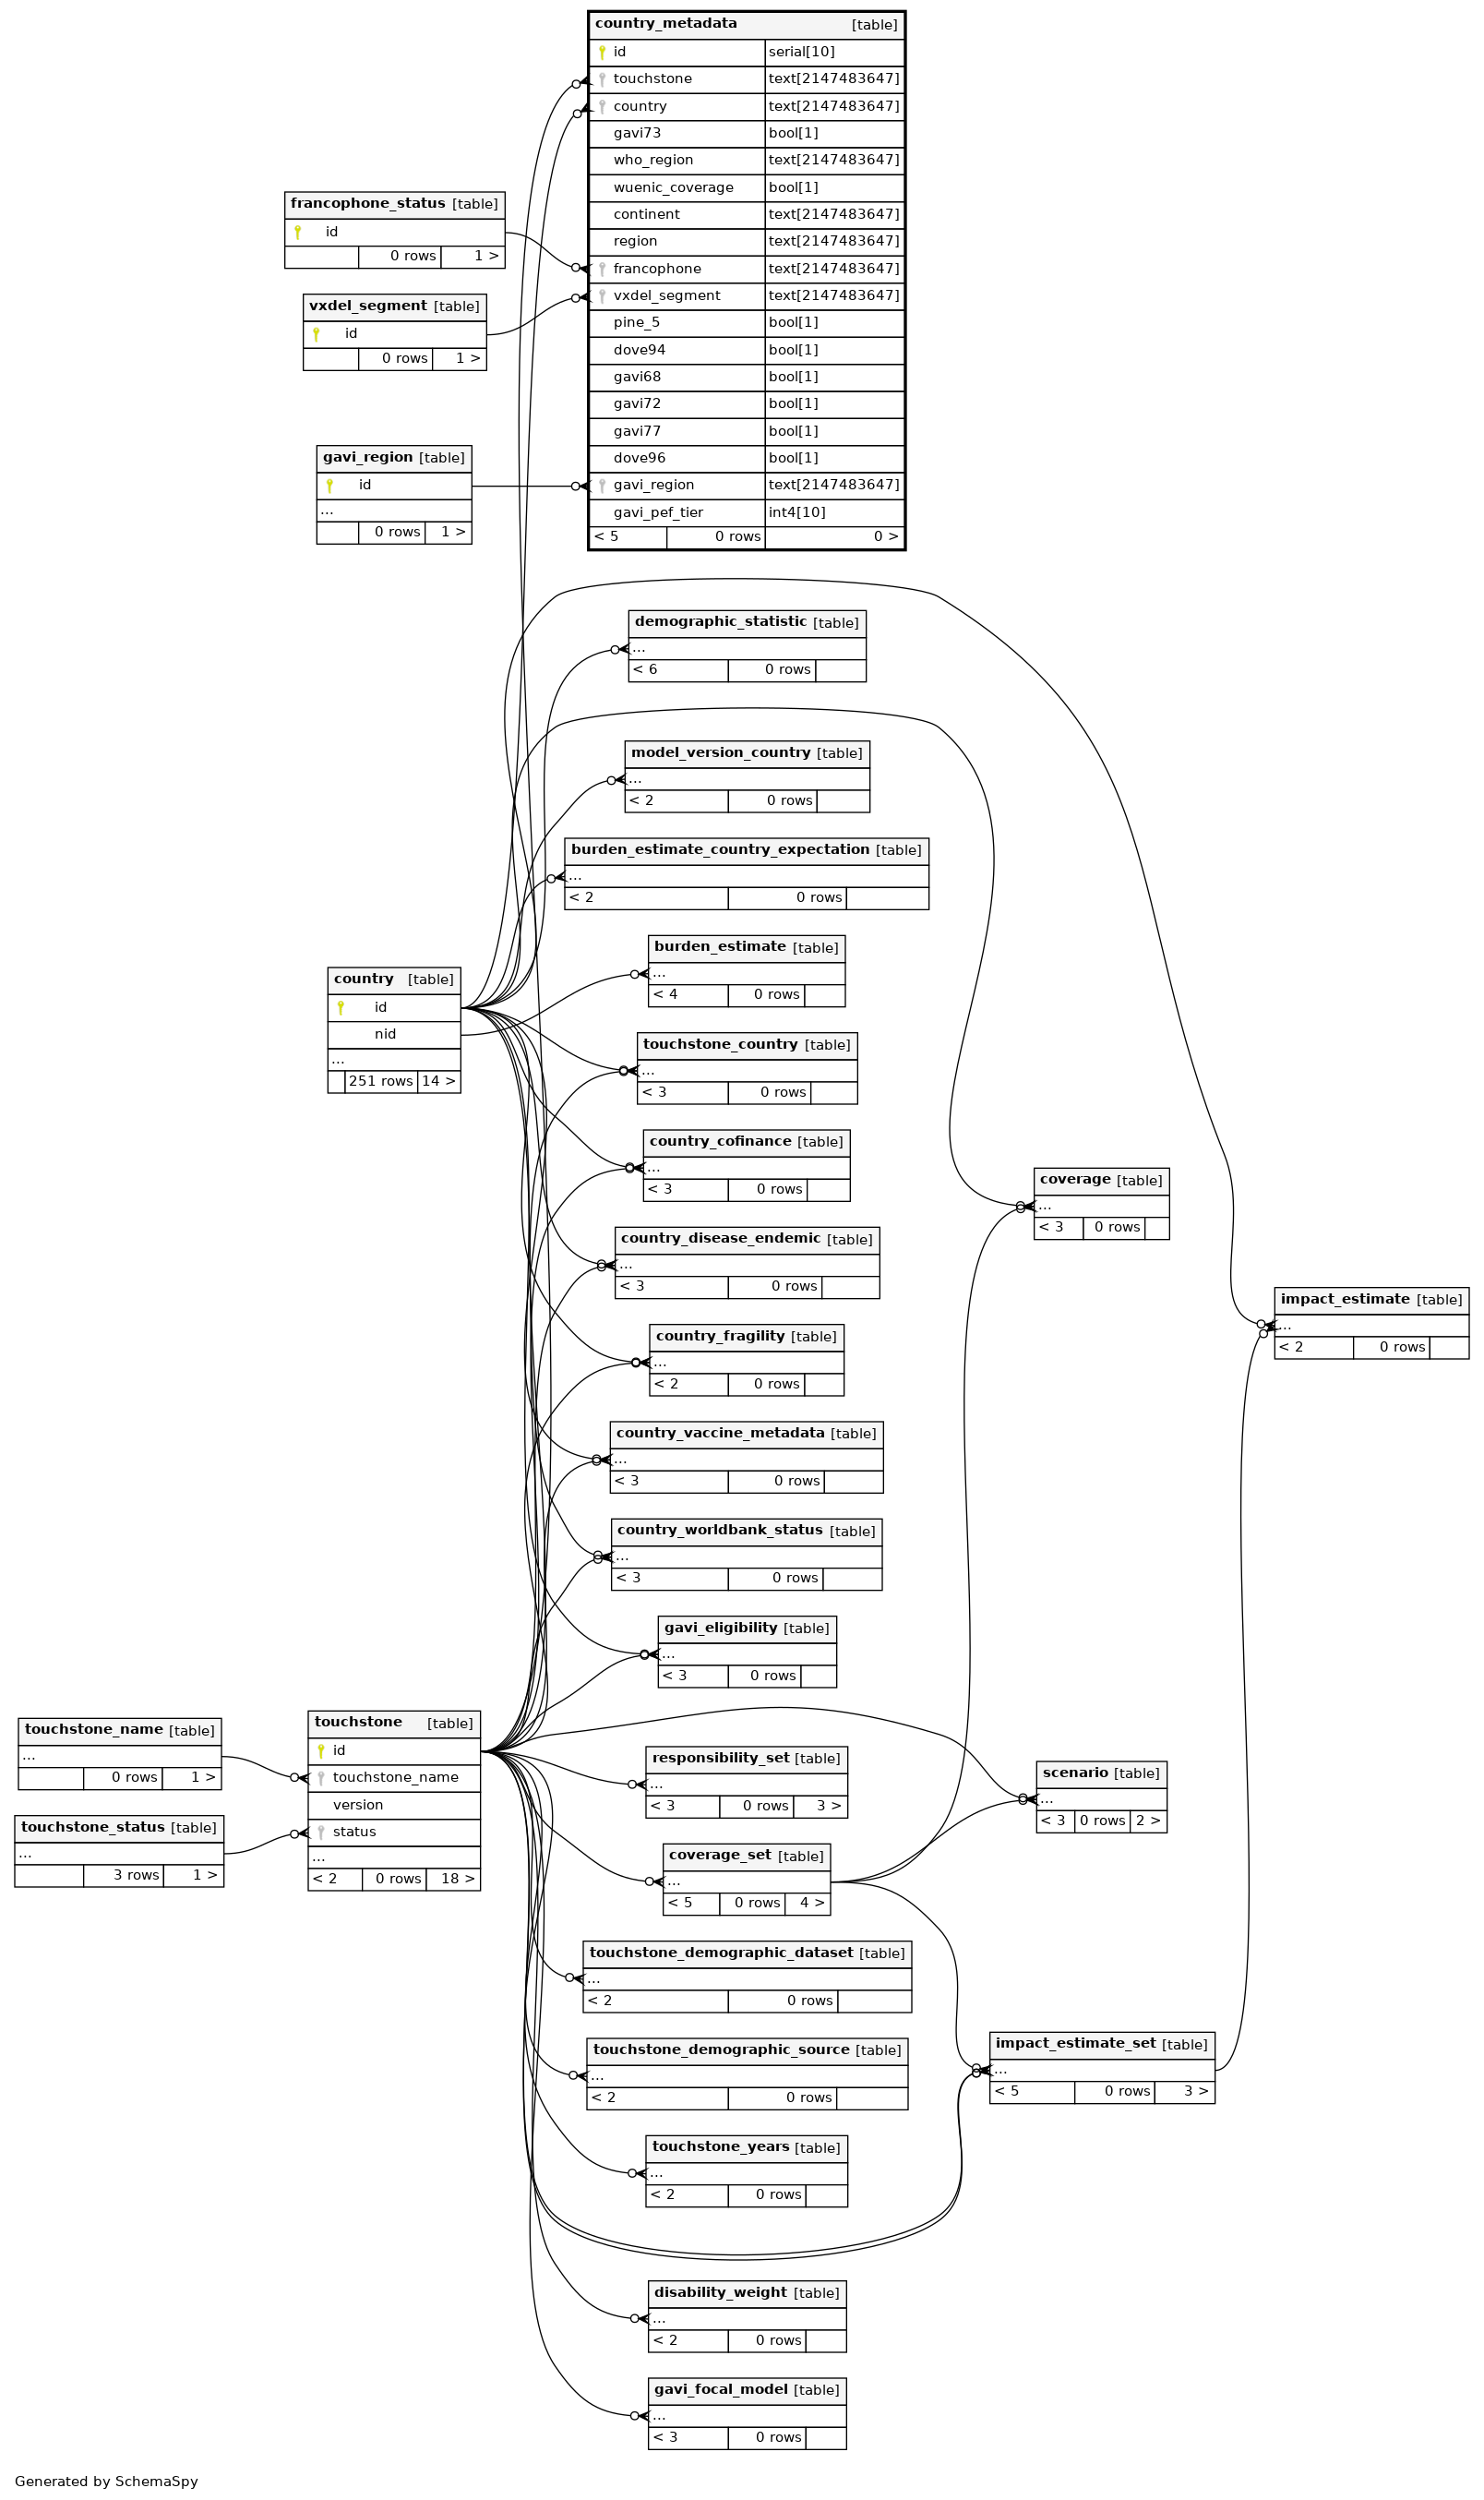 country_metadata [table]
id serial[10]
touchstone text[2147483647]
country text[2147483647]
gavi73 bool[1]
who_region text[2147483647]
wuenic_coverage bool[1]
continent text[2147483647]
region text[2147483647]
francophone text[2147483647]
vxdel_segment text[2147483647]
pine_5 bool[1]
dove94 bool[1]
gavi68 bool[1]
gavi72 bool[1]
gavi77 bool[1]
dove96 bool[1]
gavi_region text[2147483647]
gavi_pef_tier int4[10]
< 5 0 rows 0 >
francophone_status [table]
id
0 rows 1 >
vxdel_segment [table]
id
0 rows 1 >
gavi_region [table]
id
...
0 rows 1 >
demographic_statistic [table]
...
< 6 0 rows
model_version_country [table]
...
< 2 0 rows
burden_estimate_country_expectation [table]
...
< 2 0 rows
burden_estimate [table]
...
< 4 0 rows
country [table]
id
nid
...
251 rows 14 >
touchstone_country [table]
...
< 3 0 rows
country_cofinance [table]
...
< 3 0 rows
coverage [table]
...
< 3 0 rows
country_disease_endemic [table]
...
< 3 0 rows
impact_estimate [table]
...
< 2 0 rows
country_fragility [table]
...
< 2 0 rows
country_vaccine_metadata [table]
...
< 3 0 rows
country_worldbank_status [table]
...
< 3 0 rows
gavi_eligibility [table]
...
< 3 0 rows
touchstone_name [table]
...
0 rows 1 >
touchstone_status [table]
...
3 rows 1 >
touchstone [table]
id
touchstone_name
version
status
...
< 2 0 rows 18 >
responsibility_set [table]
...
< 3 0 rows 3 >
scenario [table]
...
< 3 0 rows 2 >
coverage_set [table]
...
< 5 0 rows 4 >
touchstone_demographic_dataset [table]
...
< 2 0 rows
impact_estimate_set [table]
...
< 5 0 rows 3 >
touchstone_demographic_source [table]
...
< 2 0 rows
touchstone_years [table]
...
< 2 0 rows
disability_weight [table]
...
< 2 0 rows
gavi_focal_model [table]
...
< 3 0 rows
Generated by SchemaSpy